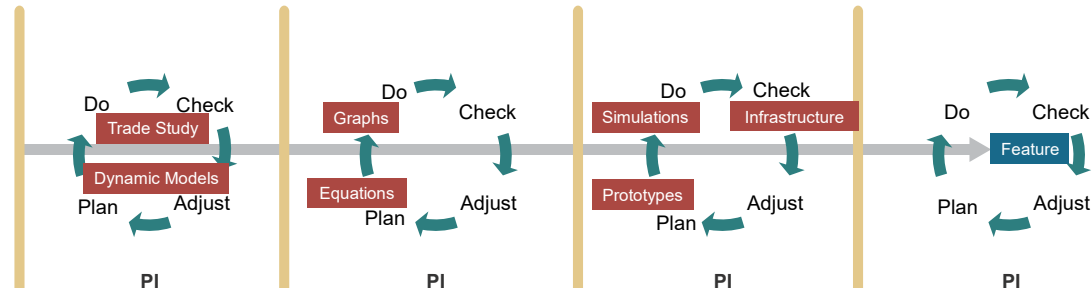 Do
Check
Trade Study
Dynamic Models
Plan
Adjust
PI
Do
Check
Graphs
Equations
Plan
Adjust
PI
Do
Check
Simulations
Infrastructure
Prototypes
Plan
Adjust
PI
Do
Check
Feature
Plan
Adjust
PI